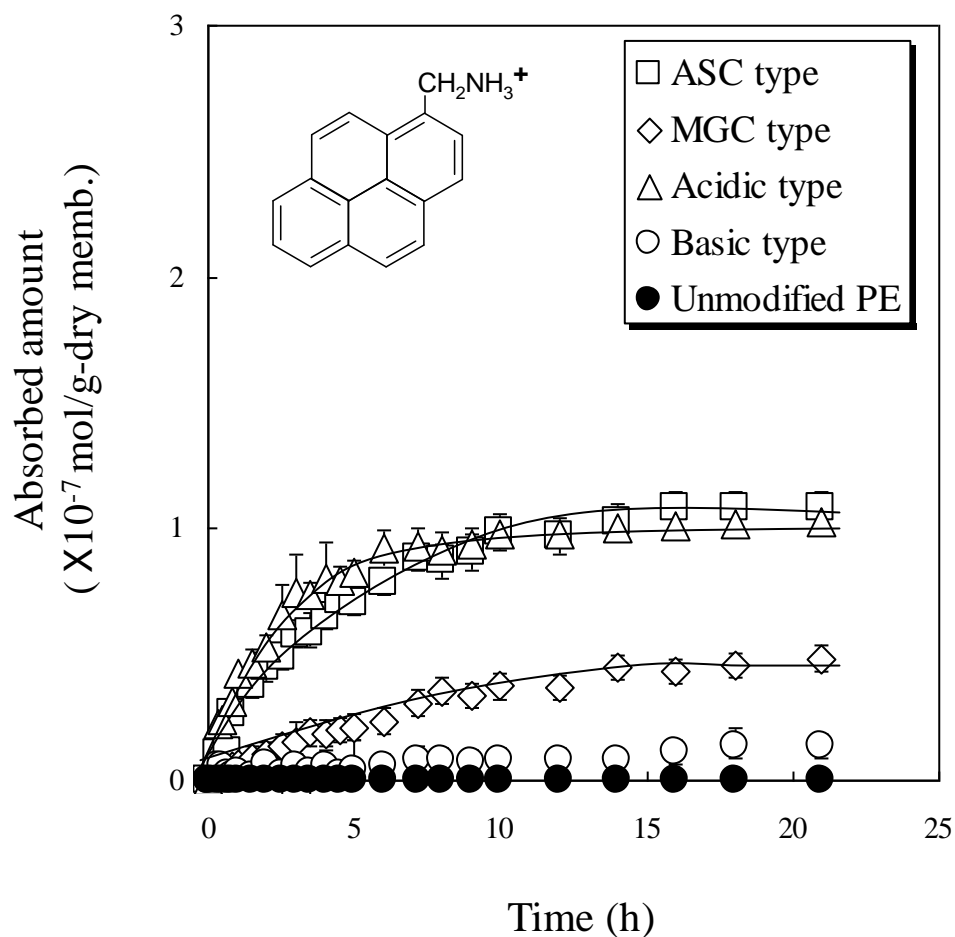 3
2
1
0
0
5
10
15
20
25
Absorbed amount
( X10⁻⁷ mol/g-dry memb.)
Time (h)
CH₂NH₃⁺
ASC type
MGC type
Acidic type
Basic type
Unmodified PE